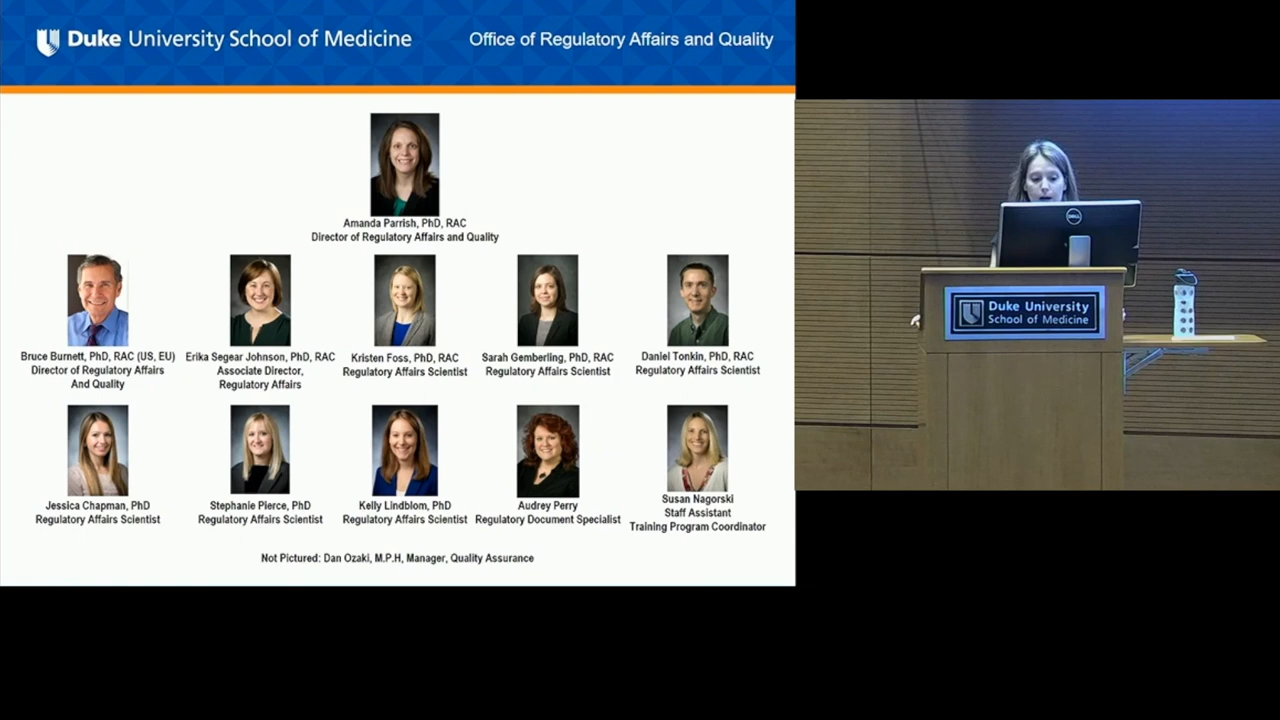 Duke University School of Medicine
Office of Regulatory Affairs and Quality
Amanda Parrish, PhD, RAC
Director of Regulatory Affairs and Quality
Bruce Burnett, PhD, RAC (US, EU)
Director of Regulatory Affairs
And Quality
Erika Segear Johnson, PhD, RAC
Associate Director,
Regulatory Affairs
Kristen Foss, PhD, RAC
Regulatory Affairs Scientist
Sarah Gemberling, PhD, RAC
Regulatory Affairs Scientist
Daniel Tonkin, PhD, RAC
Regulatory Affairs Scientist
Jessica Chapman, PhD
Regulatory Affairs Scientist
Stephanie Pierce, PhD
Regulatory Affairs Scientist
Kelly Lindblom, PhD
Regulatory Affairs Scientist
Audrey Perry
Regulatory Document Specialist
Susan Nagorski
Staff Assistant
Training Program Coordinator
Not Pictured: Dan Ozaki, M.P.H, Manager, Quality Assurance
DELL
Duke University
School of Medicine